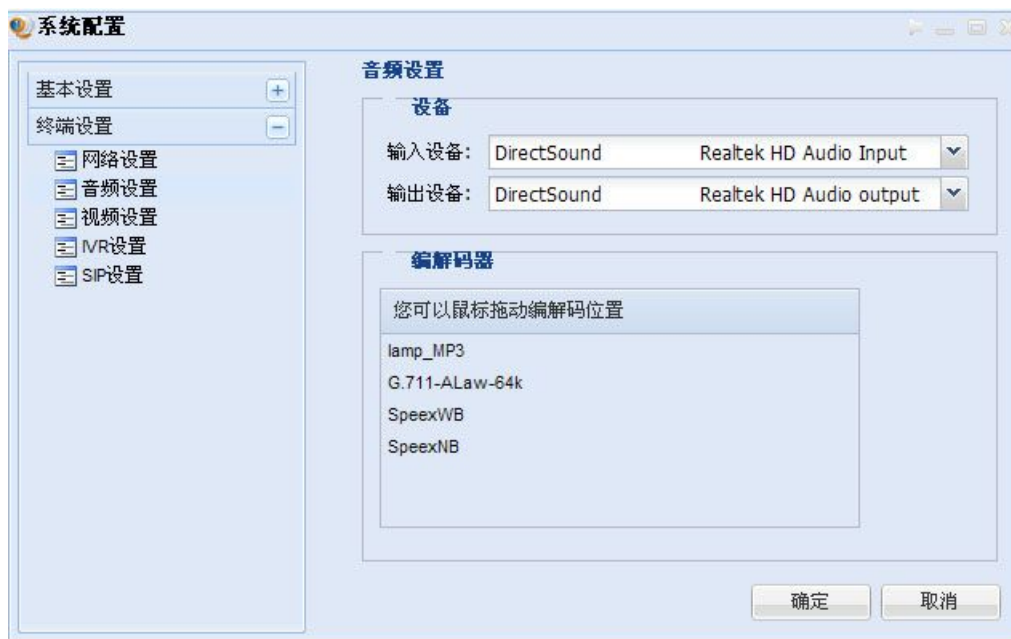 系统配置
基本设置
终端设置
网络设置
音频设置
视频设置
IVR设置
SIP设置
音频设置
设备
输入设备: DirectSound Realtek HD Audio Input
输出设备: DirectSound Realtek HD Audio output
编解码器
您可以鼠标拖动编解码位置
lamp_MP3
G.711-ALaw-64k
SpeexWB
SpeexNB
确定 取消